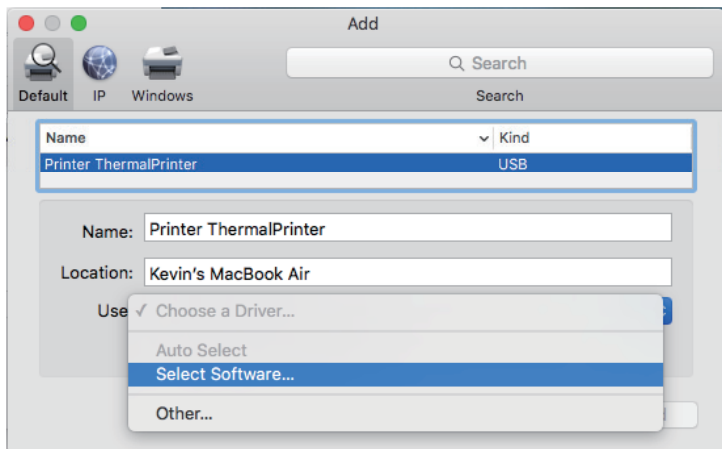 Add
Search
Default IP Windows Search
Name Kind
Printer ThermalPrinter USB
Name: Printer ThermalPrinter
Location: Kevin's MacBook Air
Use ✓ Choose a Driver...
Auto Select
Select Software...
Other...